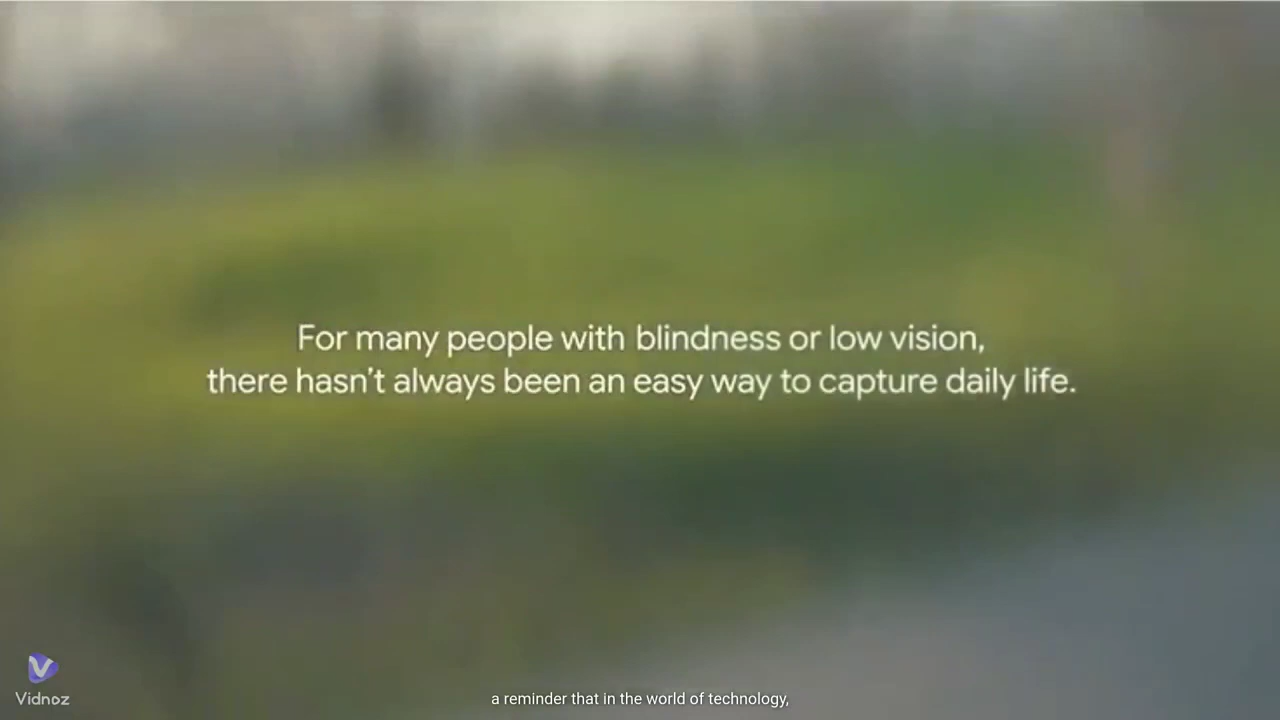 For many people with blindness or low vision,
there hasn't always been an easy way to capture daily life.
Vidnoz
a reminder that in the world of technology,